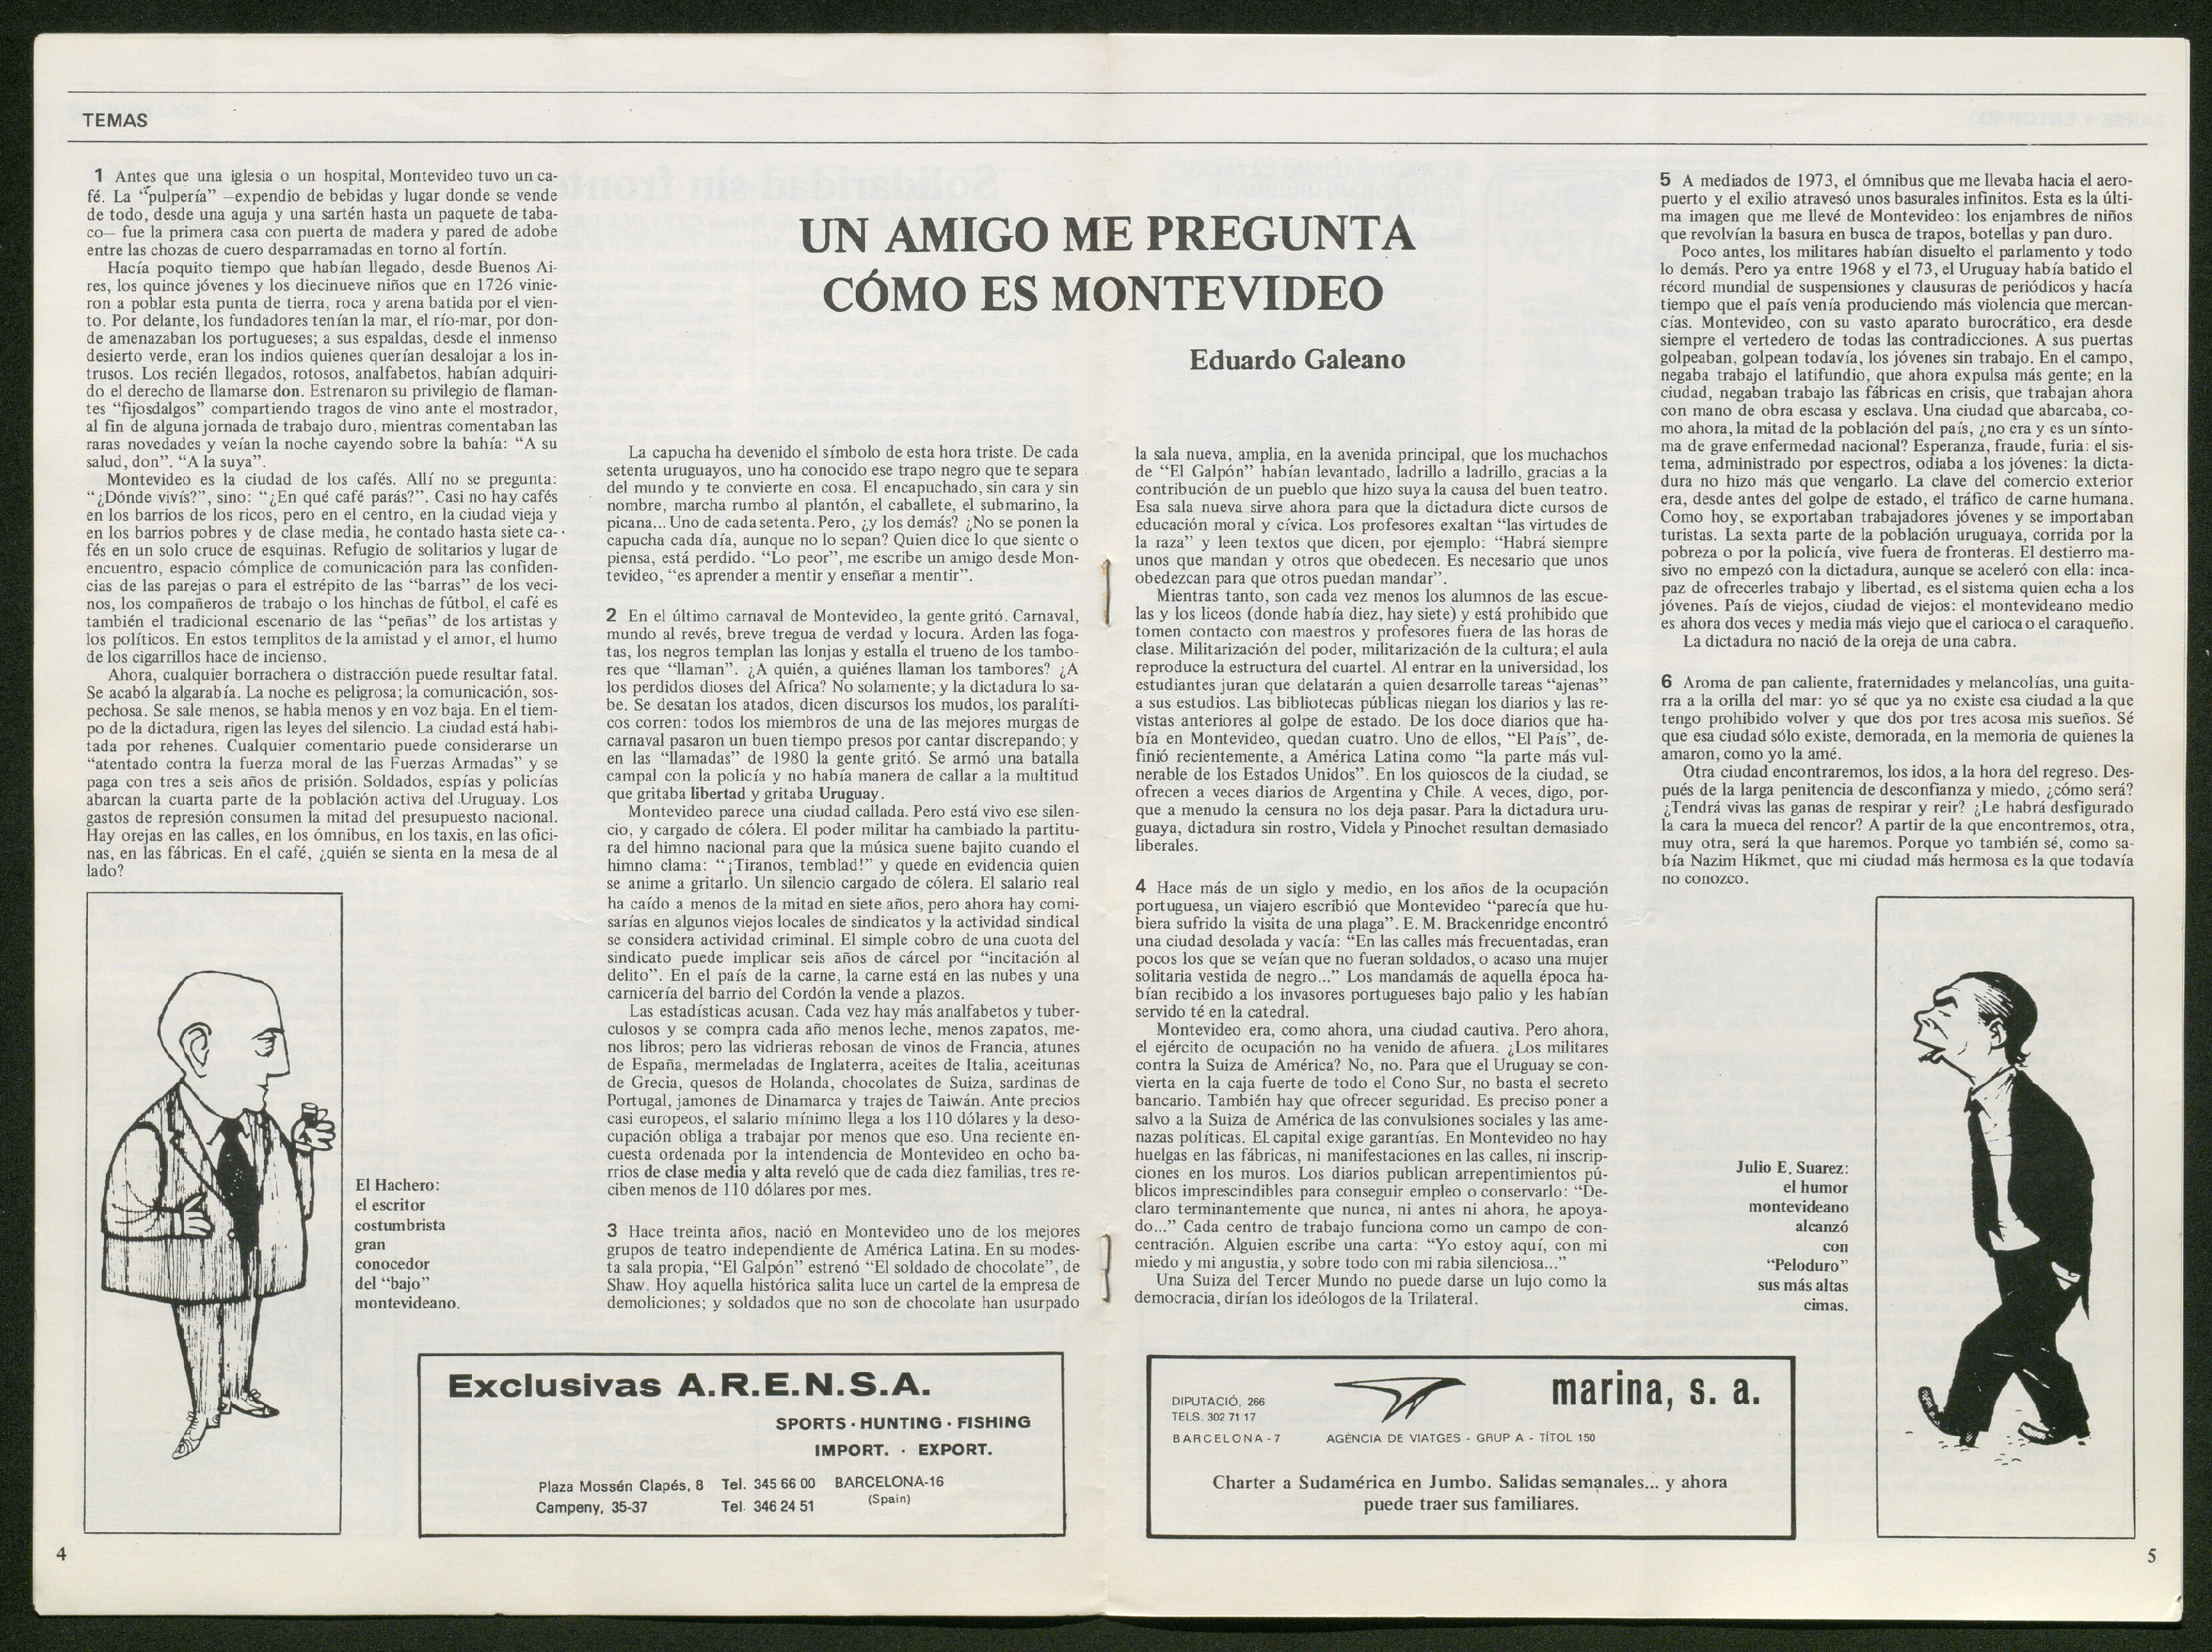 TEMAS
UN AMIGO ME PREGUNTA
CÓMO ES MONTEVIDEO
Eduardo Galeano
1 Antes que una iglesia o un hospital, Montevideo tuvo un ca-
fé. La “pulpería” —expendio de bebidas y lugar donde se vende
de todo, desde una aguja y una sartén hasta un paquete de taba-
co— fue la primera casa con puerta de madera y pared de adobe
entre las chozas de cuero desparramadas en torno al fortín.
Hacía poquito tiempo que habían llegado, desde Buenos Ai-
res, los quince jóvenes y los diecinueve niños que en 1726 vinie-
ron a poblar esta punta de tierra, roca y arena batida por el vien-
to. Por delante, los fundadores tenían la mar, el río-mar, por don-
de amenazaban los portugueses; a sus espaldas, desde el inmenso
desierto verde, eran los indios quienes querían desalojar a los in-
trusos. Los recién llegados, rotosos, analfabetos, habían adquiri-
do el derecho de llamarse don. Estrenaron su privilegio de flaman-
tes “fijosdalgos” compartiendo tragos de vino ante el mostrador,
al fin de alguna jornada de trabajo duro, mientras comentaban las
raras novedades y veían la noche cayendo sobre la bahía: “A su
salud, don”. “A la suya”.
Montevideo es la ciudad de los cafés. Allí no se pregunta:
“¿Dónde vivís?”, sino: “¿En qué café parás?”. Casi no hay cafés
en los barrios de los ricos, pero en el centro, en la ciudad vieja y
en los barrios pobres y de clase media, he contado hasta siete ca-
fés en un solo cruce de esquinas. Refugio de solitarios y lugar de
encuentro, espacio cómplice de comunicación para las confiden-
cias de las parejas o para el estrépito de las “barras” de los veci-
nos, los compañeros de trabajo o los hinchas de fútbol, el café es
también el tradicional escenario de las “peñas” de los artistas y
los políticos. En estos templitos de la amistad y el amor, el humo
de los cigarrillos hace de incienso.
Ahora, cualquier borrachera o distracción puede resultar fatal.
Se acabó la algarabía. La noche es peligrosa; la comunicación, sos-
pechosa. Se sale menos, se habla menos y en voz baja. En el tiem-
po de la dictadura, rigen las leyes del silencio. La ciudad está habi-
tada por rehenes. Cualquier comentario puede considerarse un
“atentado contra la fuerza moral de las Fuerzas Armadas” y se
paga con tres a seis años de prisión. Soldados, espías y policías
abarcan la cuarta parte de la población activa del Uruguay. Los
gastos de represión consumen la mitad del presupuesto nacional.
Hay orejas en las calles, en los ómnibus, en los taxis, en las ofici-
nas, en las fábricas. En el café, ¿quién se sienta en la mesa de al
lado?
El Hachero:
el escritor
costumbrista
gran
conocedor
del “bajo”
montevideano.
La capucha ha devenido el símbolo de esta hora triste. De cada
setenta uruguayos, uno ha conocido ese trapo negro que te separa
del mundo y te convierte en cosa. El encapuchado, sin cara y sin
nombre, marcha rumbo al plantón, el caballete, el submarino, la
picana... Uno de cada setenta. Pero, ¿y los demás? ¿No se ponen la
capucha cada día, aunque no lo sepan? Quien dice lo que siente o
piensa, está perdido. “Lo peor”, me escribe un amigo desde Mon-
tevideo, “es aprender a mentir y enseñar a mentir”.
2 En el último carnaval de Montevideo, la gente gritó. Carnaval,
mundo al revés, breve tregua de verdad y locura. Arden las foga-
tas, los negros templan las lonjas y estalla el trueno de los tambo-
res que “llaman”. ¿A quién, a quiénes llaman los tambores? ¿A
los perdidos dioses del Africa? No solamente; y la dictadura lo sa-
be. Se desatan los atados, dicen discursos los mudos, los paralíti-
cos corren: todos los miembros de una de las mejores murgas de
carnaval pasaron un buen tiempo presos por cantar discrepando; y
en las “llamadas” de 1980 la gente gritó. Se armó una batalla
campal con la policía y no había manera de callar a la multitud
que gritaba libertad y gritaba Uruguay.
Montevideo parece una ciudad callada. Pero está vivo ese silen-
cio, y cargado de cólera. El poder militar ha cambiado la partitu-
ra del himno nacional para que la música suene bajito cuando el
himno clama: “¡Tiranos, temblad!” y quede en evidencia quien
se anime a gritarlo. Un silencio cargado de cólera. El salario real
ha caído a menos de la mitad en siete años, pero ahora hay comi-
sarías en algunos viejos locales de sindicatos y la actividad sindical
se considera actividad criminal. El simple cobro de una cuota del
sindicato puede implicar seis años de cárcel por “incitación al
delito”. En el país de la carne, la carne está en las nubes y una
carnicería del barrio del Cordón la vende a plazos.
Las estadísticas acusan. Cada vez hay más analfabetos y tuber-
culosos y se compra cada año menos leche, menos zapatos, me-
nos libros; pero las vidrieras rebosan de vinos de Francia, atunes
de España, mermeladas de Inglaterra, aceites de Italia, aceitunas
de Grecia, quesos de Holanda, chocolates de Suiza, sardinas de
Portugal, jamones de Dinamarca y trajes de Taiwán. Ante precios
casi europeos, el salario mínimo llega a los 110 dólares y la deso-
cupación obliga a trabajar por menos que eso. Una reciente en-
cuesta ordenada por la intendencia de Montevideo en ocho ba-
rrios de clase media y alta reveló que de cada diez familias, tres re-
ciben menos de 110 dólares por mes.
3 Hace treinta años, nació en Montevideo uno de los mejores
grupos de teatro independiente de América Latina. En su modes-
ta sala propia, “El Galpón” estrenó “El soldado de chocolate”, de
Shaw. Hoy aquella histórica salita luce un cartel de la empresa de
demoliciones; y soldados que no son de chocolate han usurpado
la sala nueva, amplia, en la avenida principal, que los muchachos
de “El Galpón” habían levantado, ladrillo a ladrillo, gracias a la
contribución de un pueblo que hizo suya la causa del buen teatro.
Esa sala nueva sirve ahora para que la dictadura dicte cursos de
educación moral y cívica. Los profesores exaltan “las virtudes de
la raza” y leen textos que dicen, por ejemplo: “Habrá siempre
unos que mandan y otros que obedecen. Es necesario que unos
obedezcan para que otros puedan mandar”.
Mientras tanto, son cada vez menos los alumnos de las escue-
las y los liceos (donde había diez, hay siete) y está prohibido que
tomen contacto con maestros y profesores fuera de las horas de
clase. Militarización del poder, militarización de la cultura; el aula
reproduce la estructura del cuartel. Al entrar en la universidad, los
estudiantes juran que delatarán a quien desarrolle tareas “ajenas”
a sus estudios. Las bibliotecas públicas niegan los diarios y las re-
vistas anteriores al golpe de estado. De los doce diarios que ha-
bía en Montevideo, quedan cuatro. Uno de ellos, “El País”, de-
finió recientemente, a América Latina como “la parte más vul-
nerable de los Estados Unidos”. En los quioscos de la ciudad, se
ofrecen a veces diarios de Argentina y Chile. A veces, digo, por-
que a menudo la censura no los deja pasar. Para la dictadura uru-
guaya, dictadura sin rostro, Videla y Pinochet resultan demasiado
liberales.
4 Hace más de un siglo y medio, en los años de la ocupación
portuguesa, un viajero escribió que Montevideo “parecía que hu-
biera sufrido la visita de una plaga”. E. M. Brackenridge encontró
una ciudad desolada y vacía: “En las calles más frecuentadas, eran
pocos los que se veían que no fueran soldados, o acaso una mujer
solitaria vestida de negro...” Los mandamás de aquella época ha-
bían recibido a los invasores portugueses bajo palio y les habían
servido té en la catedral.
Montevideo era, como ahora, una ciudad cautiva. Pero ahora,
el ejército de ocupación no ha venido de afuera. ¿Los militares
contra la Suiza de América? No, no. Para que el Uruguay se con-
vierta en la caja fuerte de todo el Cono Sur, no basta el secreto
bancario. También hay que ofrecer seguridad. Es preciso poner a
salvo a la Suiza de América de las convulsiones sociales y las ame-
nazas políticas. EL capital exige garantías. En Montevideo no hay
huelgas en las fábricas, ni manifestaciones en las calles, ni inscrip-
ciones en los muros. Los diarios publican arrepentimientos pú-
blicos imprescindibles para conseguir empleo o conservarlo: “De-
claro terminantemente que nunca, ni antes ni ahora, he apoya-
do...” Cada centro de trabajo funciona como un campo de con-
centración. Alguien escribe una carta: “Yo estoy aquí, con mi
miedo y mi angustia, y sobre todo con mi rabia silenciosa...”
Una Suiza del Tercer Mundo no puede darse un lujo como la
democracia, dirían los ideólogos de la Trilateral.
5 A mediados de 1973, el ómnibus que me llevaba hacia el aero-
puerto y el exilio atravesó unos basurales infinitos. Esta es la últi-
ma imagen que me llevé de Montevideo: los enjambres de niños
que revolvían la basura en busca de trapos, botellas y pan duro.
Poco antes, los militares habían disuelto el parlamento y todo
lo demás. Pero ya entre 1968 y el 73, el Uruguay había batido el
récord mundial de suspensiones y clausuras de periódicos y hacía
tiempo que el país venía produciendo más violencia que mercan-
cías. Montevideo, con su vasto aparato burocrático, era desde
siempre el vertedero de todas las contradicciones. A sus puertas
golpeaban, golpean todavía, los jóvenes sin trabajo. En el campo,
negaba trabajo el latifundio, que ahora expulsa más gente; en la
ciudad, negaban trabajo las fábricas en crisis, que trabajan ahora
con mano de obra escasa y esclava. Una ciudad que abarcaba, co-
mo ahora, la mitad de la población del país, ¿no era y es un sínto-
ma de grave enfermedad nacional? Esperanza, fraude, furia: el sis-
tema, administrado por espectros, odiaba a los jóvenes: la dicta-
dura no hizo más que vengarlo. La clave del comercio exterior
era, desde antes del golpe de estado, el tráfico de carne humana.
Como hoy, se exportaban trabajadores jóvenes y se importaban
turistas. La sexta parte de la población uruguaya, corrida por la
pobreza o por la policía, vive fuera de fronteras. El destierro ma-
sivo no empezó con la dictadura, aunque se aceleró con ella: inca-
paz de ofrecerles trabajo y libertad, es el sistema quien echa a los
jóvenes. País de viejos, ciudad de viejos: el montevideano medio
es ahora dos veces y media más viejo que el carioca o el caraqueño.
La dictadura no nació de la oreja de una cabra.
6 Aroma de pan caliente, fraternidades y melancolías, una guita-
rra a la orilla del mar: yo sé que ya no existe esa ciudad a la que
tengo prohibido volver y que dos por tres acosa mis sueños. Sé
que esa ciudad sólo existe, demorada, en la memoria de quienes la
amaron, como yo la amé.
Otra ciudad encontraremos, los idos, a la hora del regreso. Des-
pués de la larga penitencia de desconfianza y miedo, ¿cómo será?
¿Tendrá vivas las ganas de respirar y reir? ¿Le habrá desfigurado
la cara la mueca del rencor? A partir de la que encontremos, otra,
muy otra, será la que haremos. Porque yo también sé, como sa-
bía Nazim Hikmet, que mi ciudad más hermosa es la que todavía
no conozco.
Julio E. Suarez:
el humor
montevideano
alcanzó
con
“Peloduro”
sus más altas
cimas.
Exclusivas A.R.E.N.S.A.
SPORTS · HUNTING · FISHING
IMPORT. · EXPORT.
Plaza Mossén Clapés, 8 Tel. 345 66 00 BARCELONA-16
Campeny, 35-37 Tel. 346 24 51 (Spain)
marina, s. a.
DIPUTACIÓ, 266
TELS. 302 71 17
BARCELONA - 7 AGÈNCIA DE VIATGES - GRUP A - TÍTOL 150
Charter a Sudamérica en Jumbo. Salidas semanales... y ahora
puede traer sus familiares.
4
5